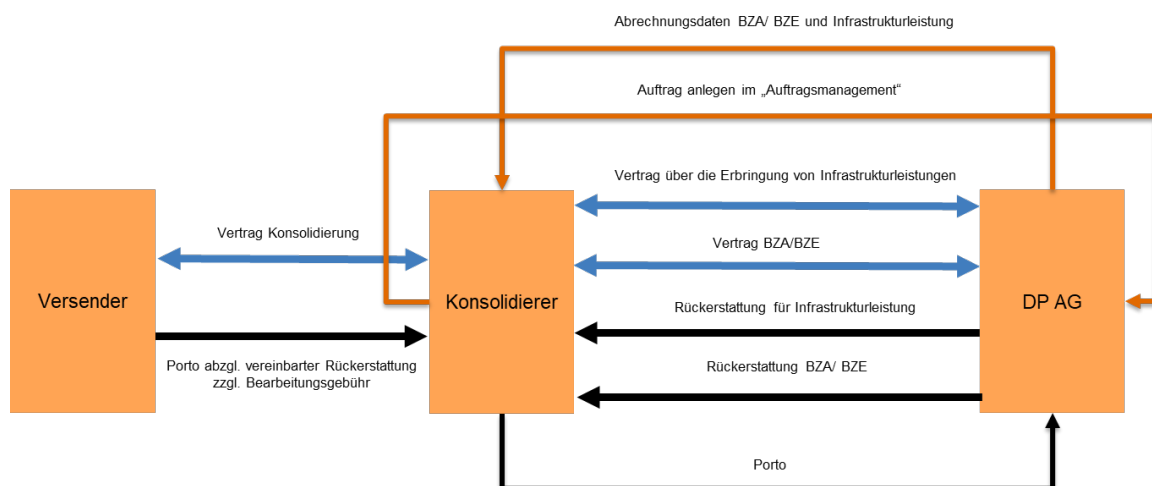 Abrechnungsdaten BZA/ BZE und Infrastrukturleistung
Auftrag anlegen im „Auftragsmanagement“
Vertrag über die Erbringung von Infrastrukturleistungen
Vertrag Konsolidierung
Vertrag BZA/BZE
Versender
Konsolidierer
DP AG
Rückerstattung für Infrastrukturleistung
Porto abzgl. vereinbarter Rückerstattung
zzgl. Bearbeitungsgebühr
Rückerstattung BZA/ BZE
Porto